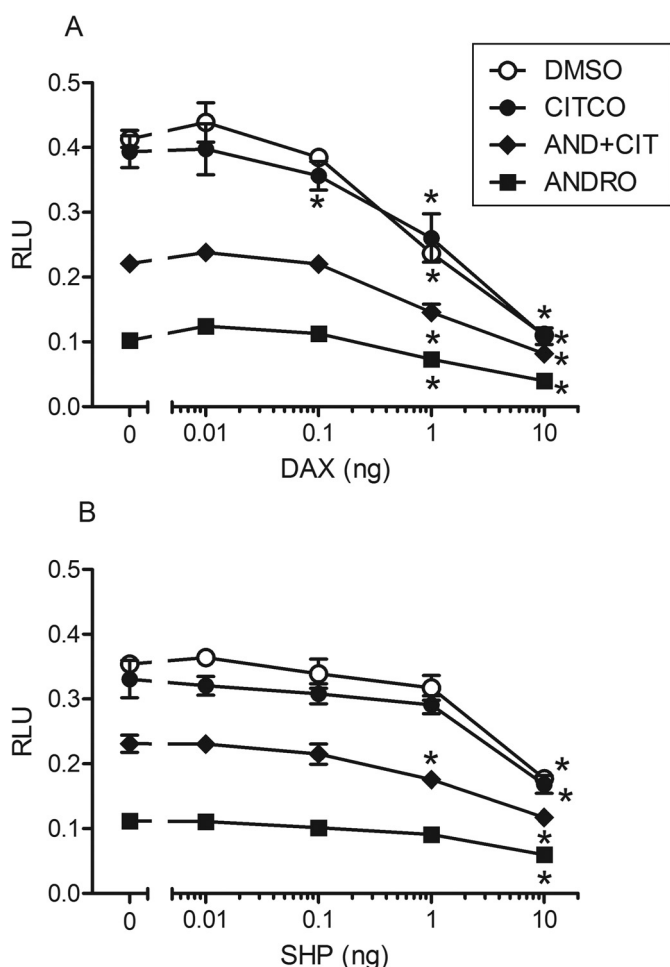 A
DMSO
CITCO
AND+CIT
ANDRO
0.5
0.4
0.3
0.2
0.1
0.0
RLU
* * * * * * * * *
0 0.01 0.1 1 10
DAX (ng)
B
0.5
0.4
0.3
0.2
0.1
0.0
RLU
* * * * *
0 0.01 0.1 1 10
SHP (ng)